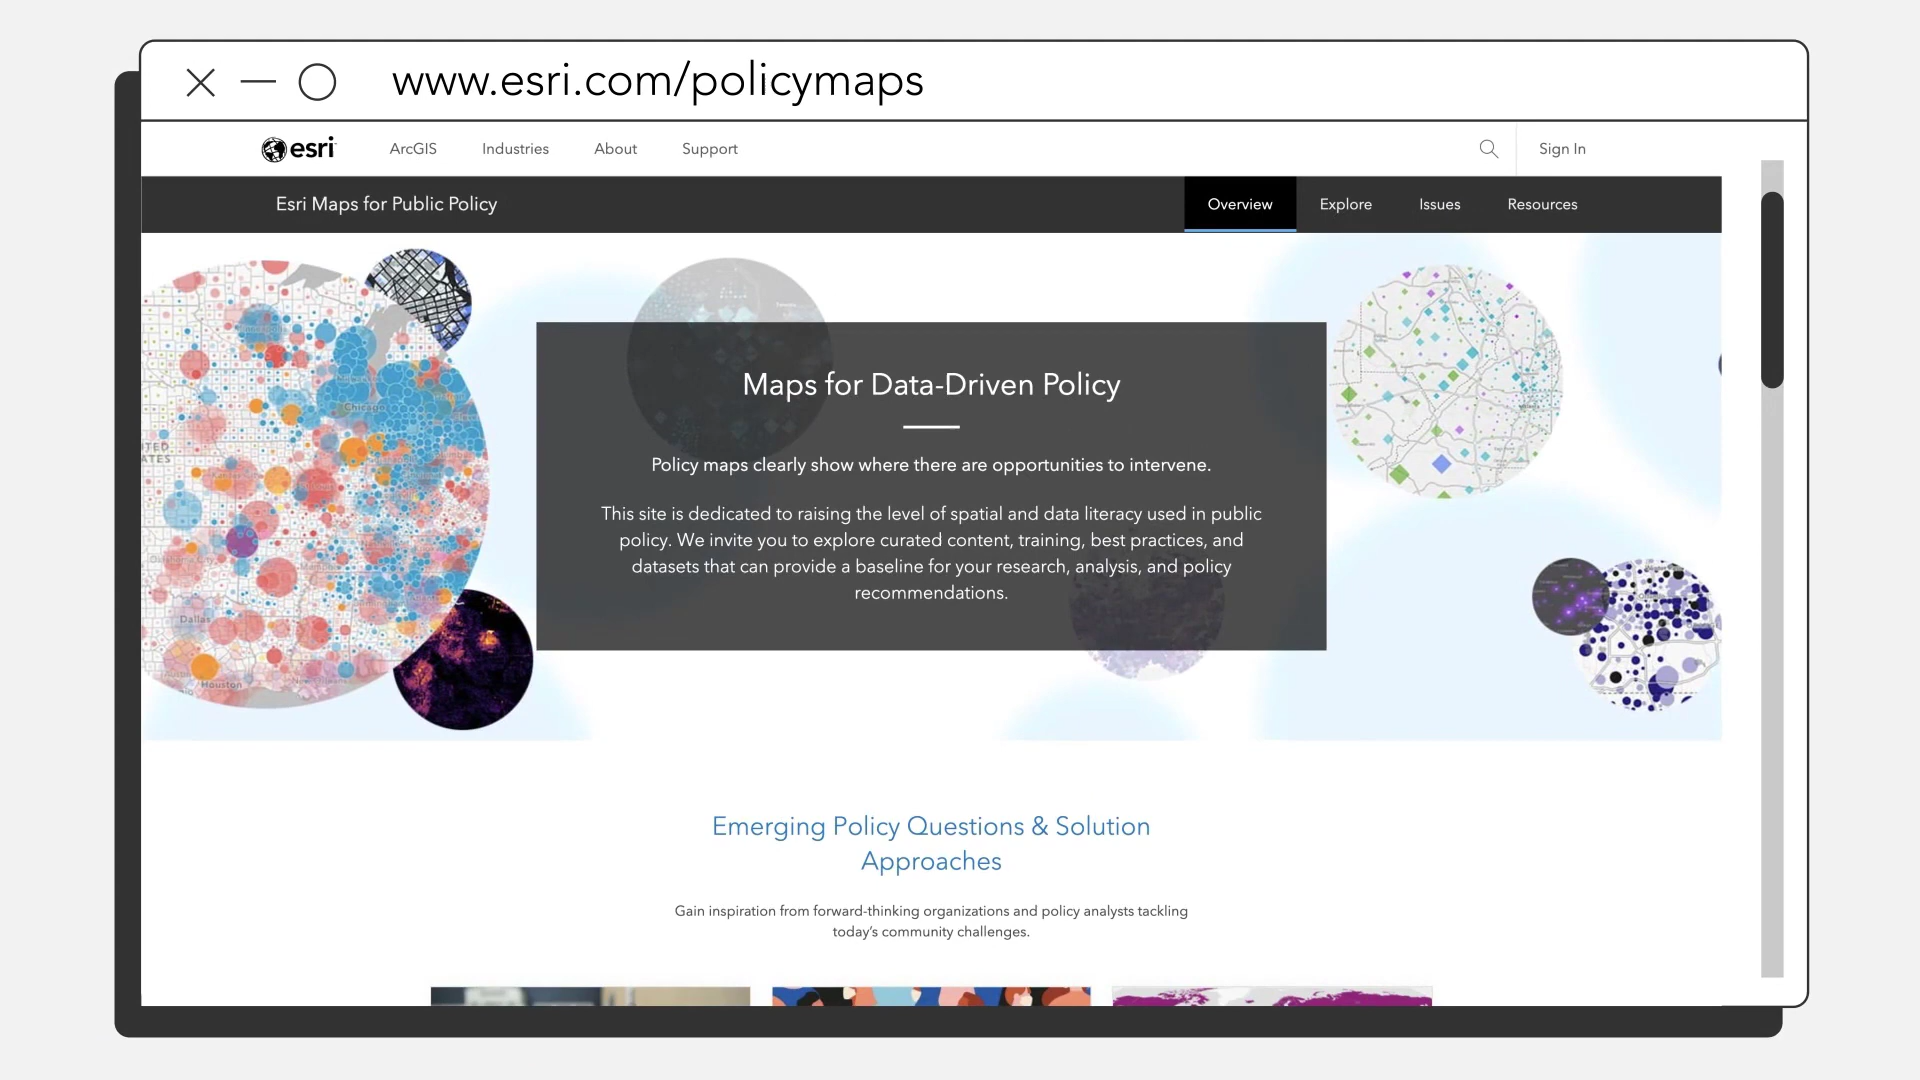 www.esri.com/policymaps
esri
ArcGIS
Industries
About
Support
Sign In
Esri Maps for Public Policy
Overview
Explore
Issues
Resources
Maps for Data-Driven Policy
Policy maps clearly show where there are opportunities to intervene.
This site is dedicated to raising the level of spatial and data literacy used in public
policy. We invite you to explore curated content, training, best practices, and
datasets that can provide a baseline for your research, analysis, and policy
recommendations.
Chicago
Dallas
Houston
Emerging Policy Questions & Solution
Approaches
Gain inspiration from forward-thinking organizations and policy analysts tackling
today's community challenges.